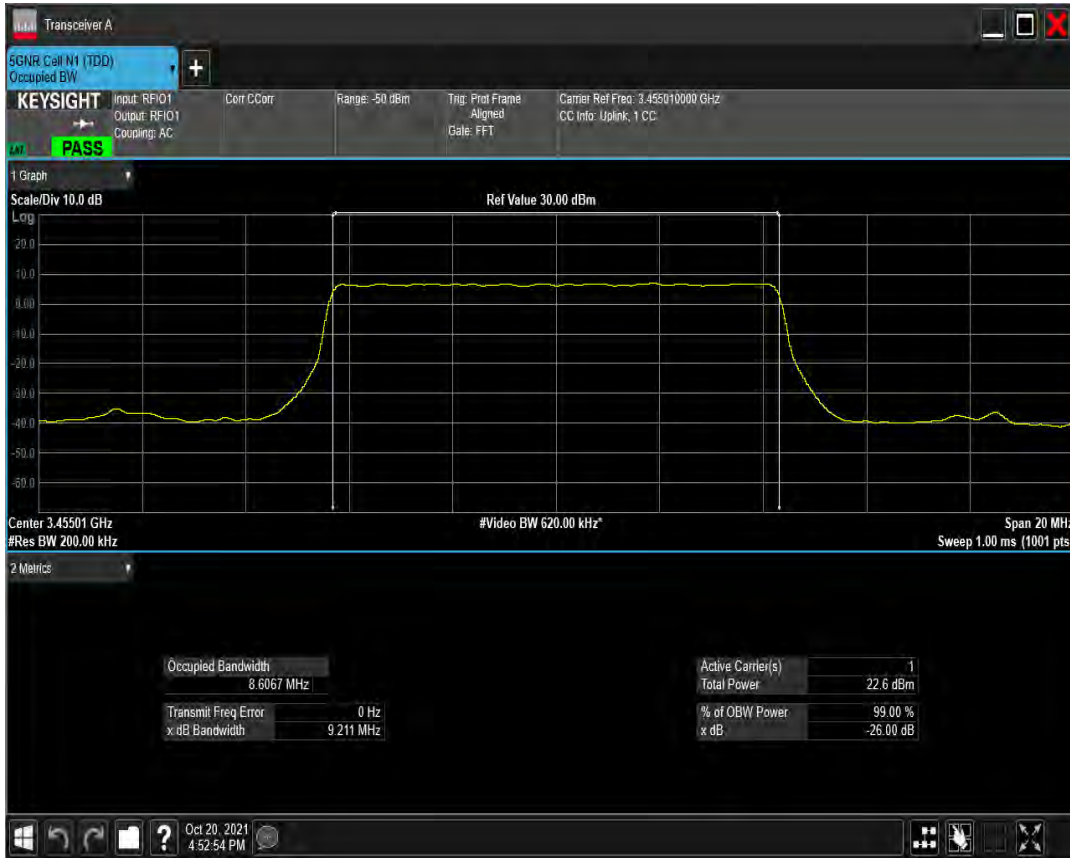 Transceiver A
5GNR Cell N1 (TDD)
Occupied BW
+
KEYSIGHT
Input: RFIO1
Output: RFIO1
Coupling: AC
Corr CCorr
Range: -50 dBm
Trig: Prot Frame
Aligned
Gate: FFT
Carrier Ref Freq: 3.455010000 GHz
CC Info: Uplink, 1 CC
PASS
1 Graph
Scale/Div 10.0 dB
Ref Value 30.00 dBm
Log
20.0
10.0
0.00
-10.0
-20.0
-30.0
-40.0
-50.0
-60.0
Center 3.45501 GHz
#Video BW 620.00 kHz*
Span 20 MHz
#Res BW 200.00 kHz
Sweep 1.00 ms (1001 pts
2 Metrics
Occupied Bandwidth
8.6067 MHz
Transmit Freq Error 0 Hz
x dB Bandwidth 9.211 MHz
Active Carrier(s) 1
Total Power 22.6 dBm
% of OBW Power 99.00 %
x dB -26.00 dB
?
Oct 20, 2021
4:52:54 PM